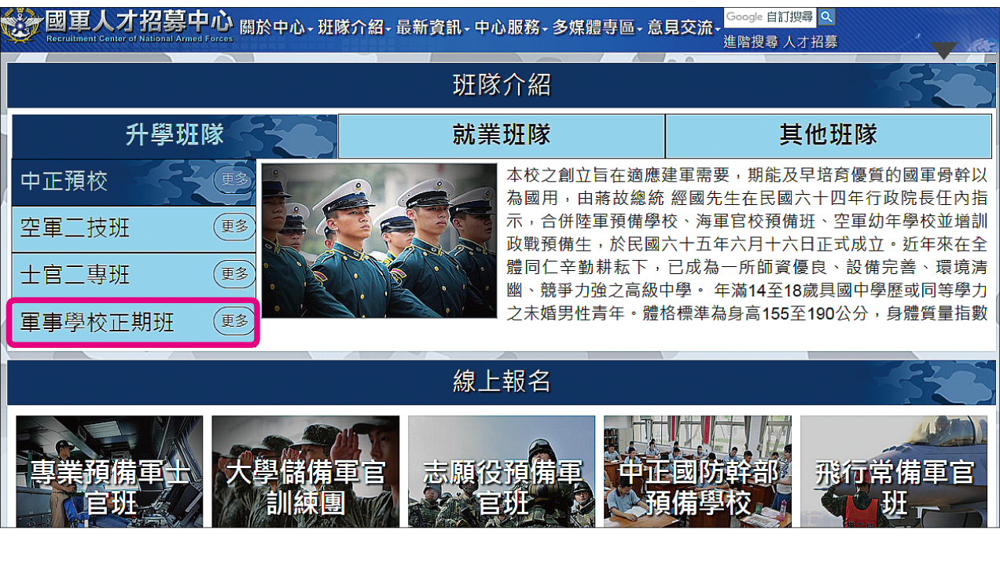 國軍人才招募中心
Recruitment Center of National Armed Forces
關於中心 班隊介紹 最新資訊 中心服務 多媒體專區 意見交流
Google 自訂搜尋
進階搜尋 人才招募
班隊介紹
升學班隊 就業班隊 其他班隊
中正預校 更多
空軍二技班 更多
士官二專班 更多
軍事學校正期班 更多
本校之創立旨在適應建軍需要，期能及早培育優質的國軍骨幹以
為國用，由蔣故總統 經國先生在民國六十四年行政院長任內指
示，合併陸軍預備學校、海軍官校預備班、空軍幼年學校並增訓
政戰預備生，於民國六十五年六月十六日正式成立。近年來在全
體同仁辛勤耕耘下，已成為一所師資優良、設備完善、環境清
幽、競爭力強之高級中學。 年滿14至18歲具國中學歷或同等學力
之未婚男性青年。體格標準為身高155至190公分，身體質量指數
線上報名
專業預備軍士
官班
大學儲備軍官
訓練團
志願役預備軍
官班
中正國防幹部
預備學校
飛行常備軍官
班